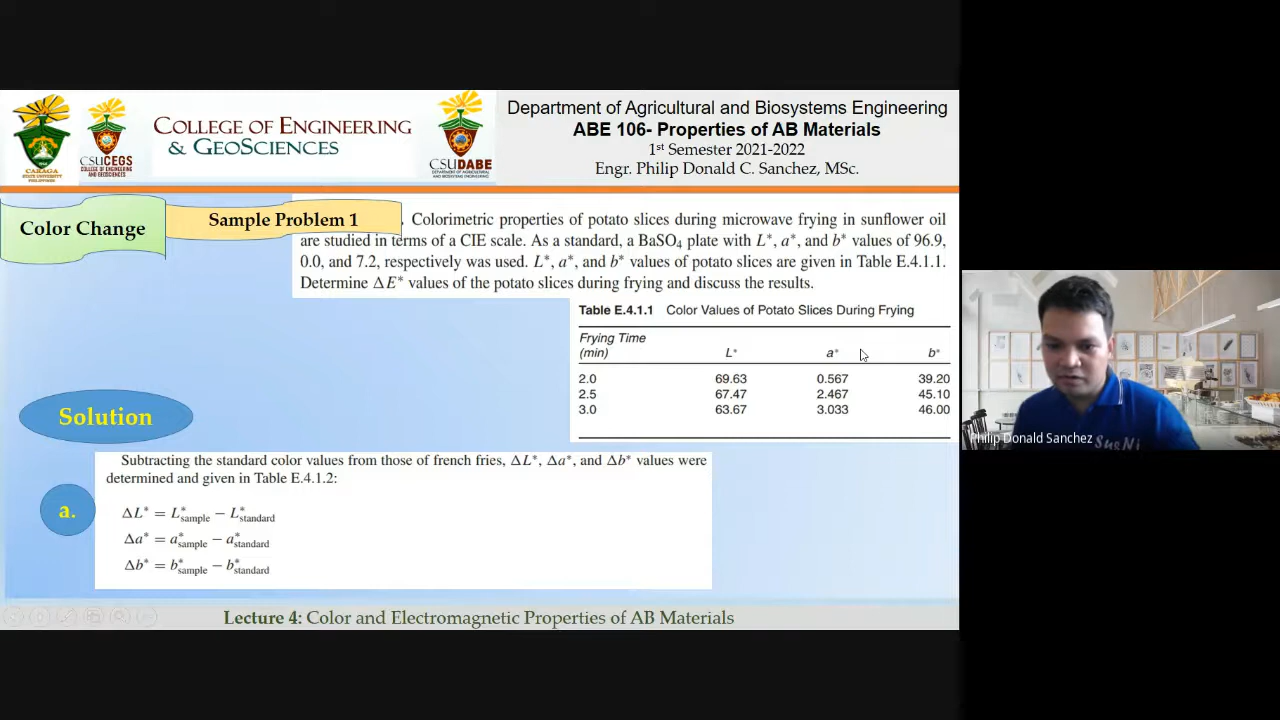 COLLEGE OF ENGINEERING
& GEOSCIENCES
CARAGA
CSUCEGS
CSUDABE
Department of Agricultural and Biosystems Engineering
ABE 106- Properties of AB Materials
1st Semester 2021-2022
Engr. Philip Donald C. Sanchez, MSc.
Color Change
Sample Problem 1
. Colorimetric properties of potato slices during microwave frying in sunflower oil
are studied in terms of a CIE scale. As a standard, a BaSO₄ plate with L*, a*, and b* values of 96.9,
0.0, and 7.2, respectively was used. L*, a*, and b* values of potato slices are given in Table E.4.1.1.
Determine ΔE* values of the potato slices during frying and discuss the results.
Table E.4.1.1 Color Values of Potato Slices During Frying
Frying Time
(min) L* a* b*
2.0 69.63 0.567 39.20
2.5 67.47 2.467 45.10
3.0 63.67 3.033 46.00
Solution
Subtracting the standard color values from those of french fries, ΔL*, Δa*, and Δb* values were
determined and given in Table E.4.1.2:
a.
ΔL* = L*sample − L*standard
Δa* = a*sample − a*standard
Δb* = b*sample − b*standard
Lecture 4: Color and Electromagnetic Properties of AB Materials
Philip Donald Sanchez